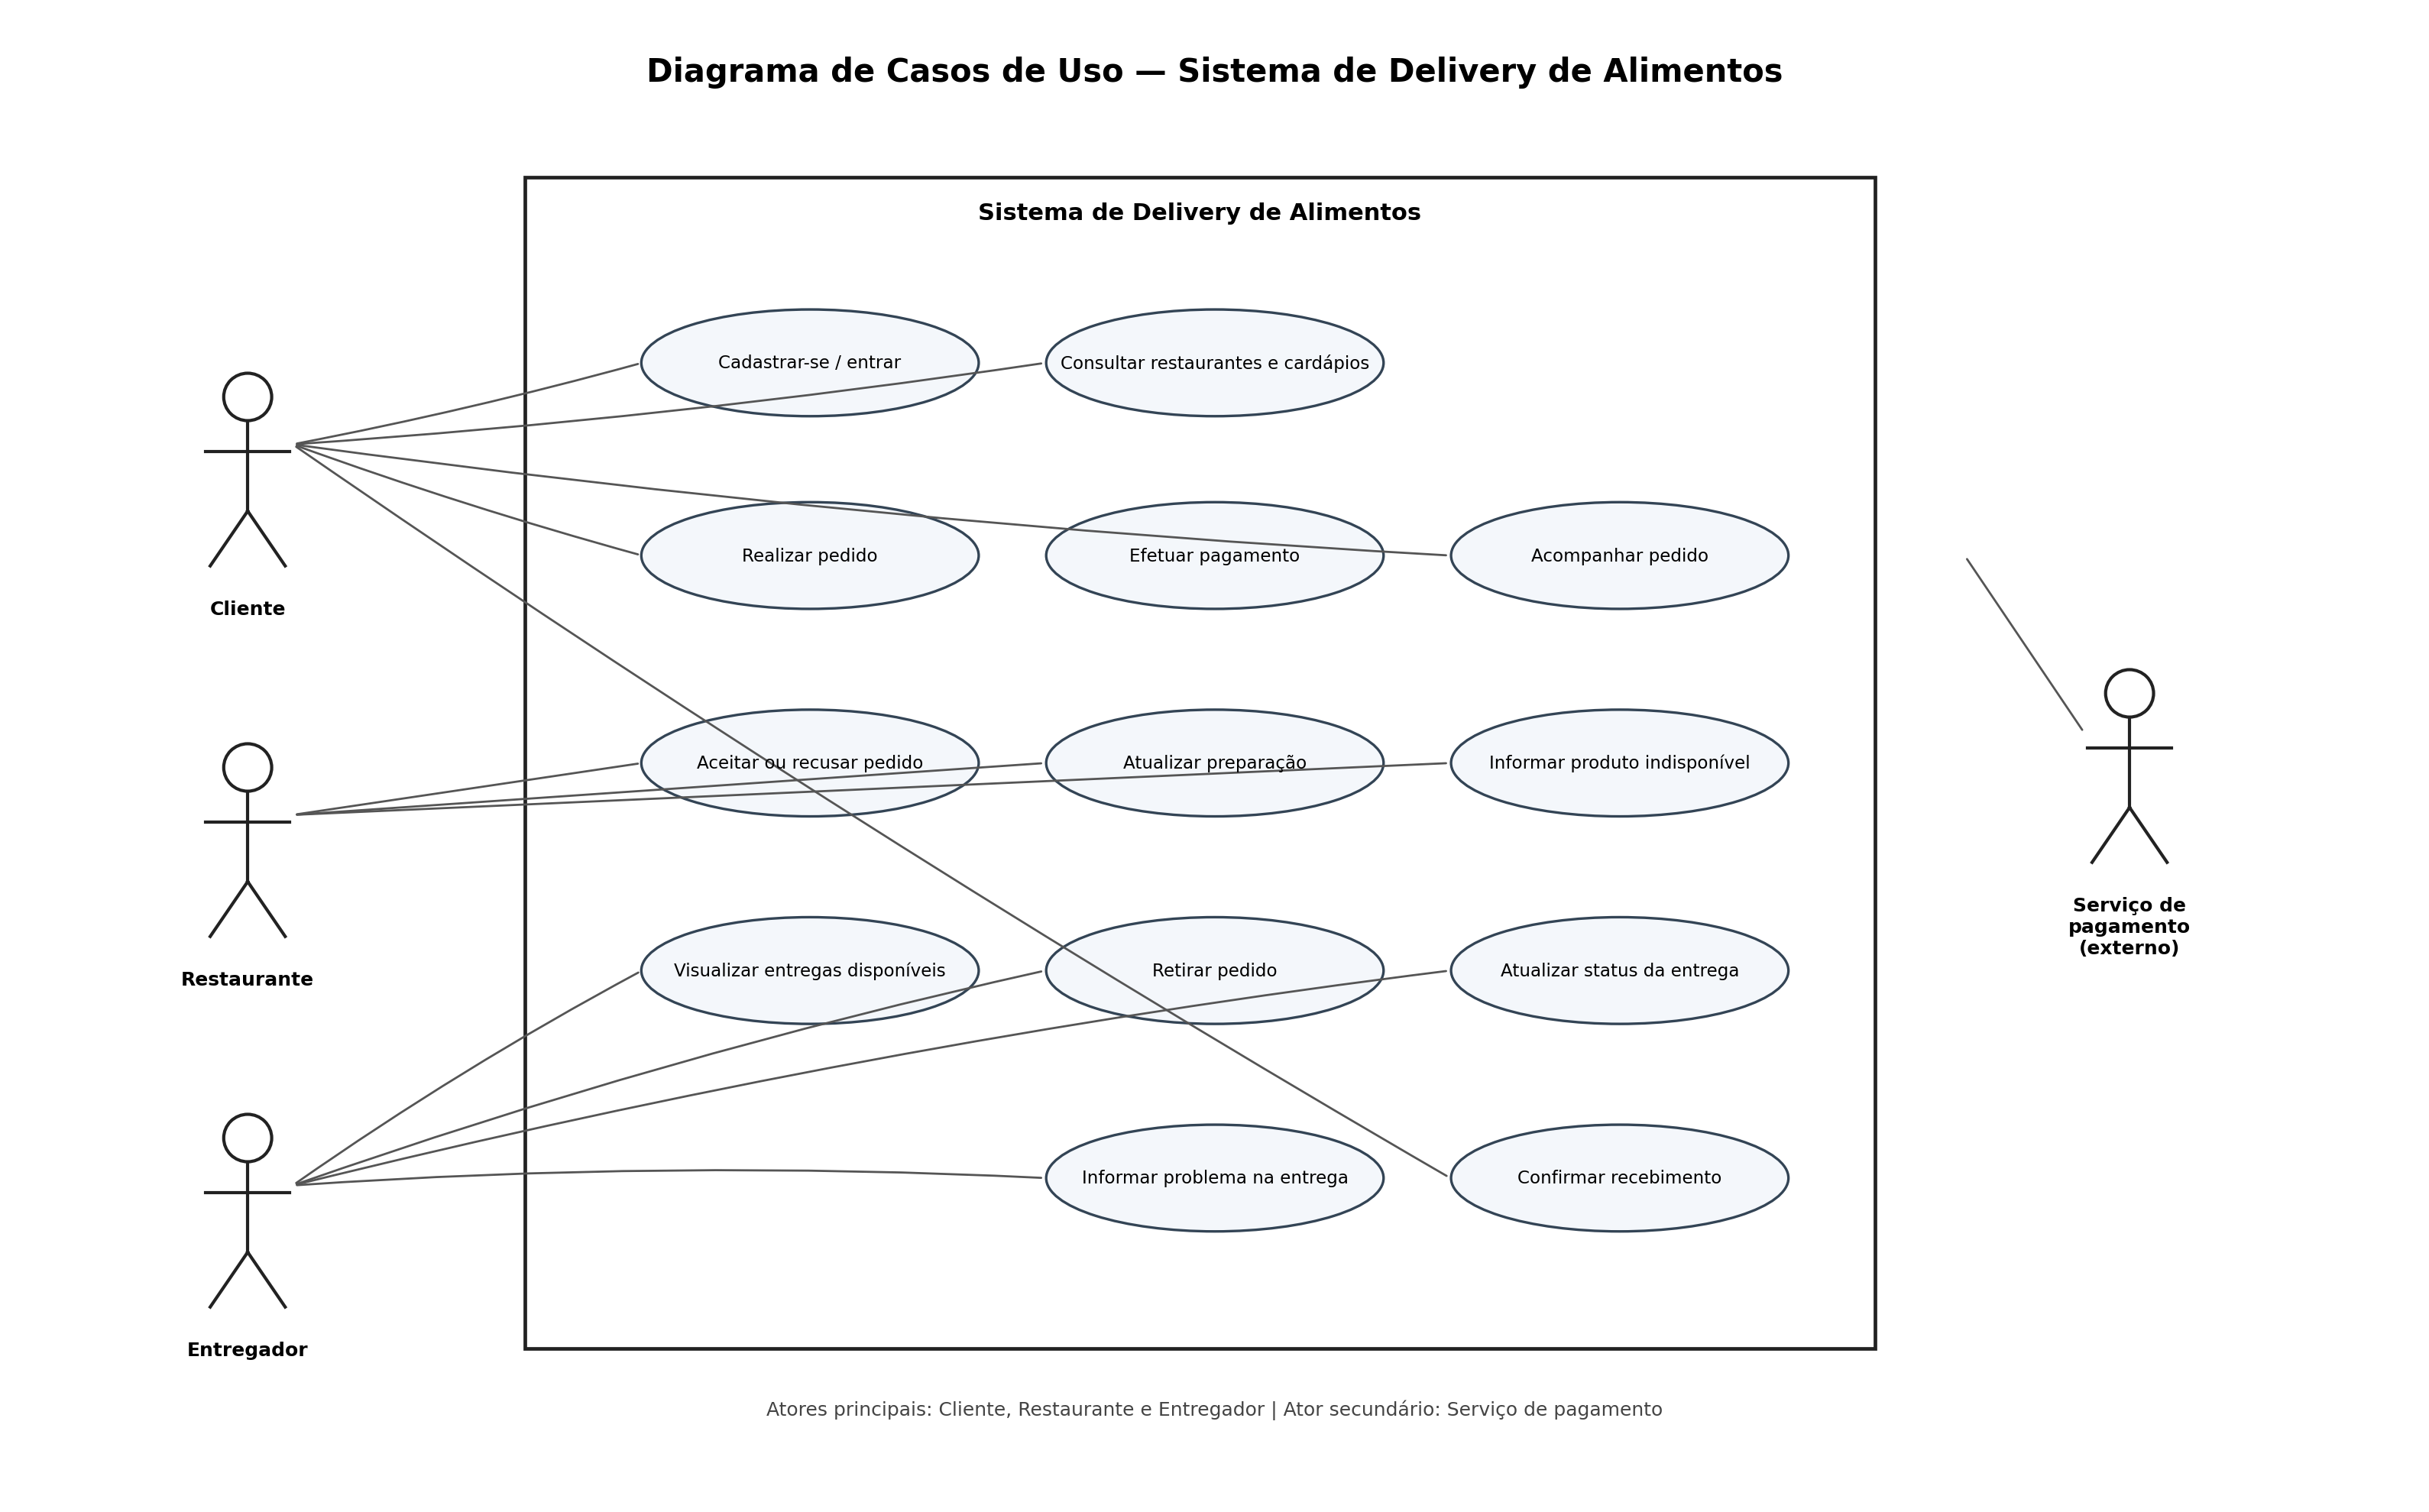 Diagrama de Casos de Uso — Sistema de Delivery de Alimentos
Sistema de Delivery de Alimentos
Cadastrar-se / entrar
Consultar restaurantes e cardápios
Realizar pedido
Efetuar pagamento
Acompanhar pedido
Cliente
Aceitar ou recusar pedido
Atualizar preparação
Informar produto indisponível
Serviço de
pagamento
(externo)
Restaurante
Visualizar entregas disponíveis
Retirar pedido
Atualizar status da entrega
Informar problema na entrega
Confirmar recebimento
Entregador
Atores principais: Cliente, Restaurante e Entregador | Ator secundário: Serviço de pagamento